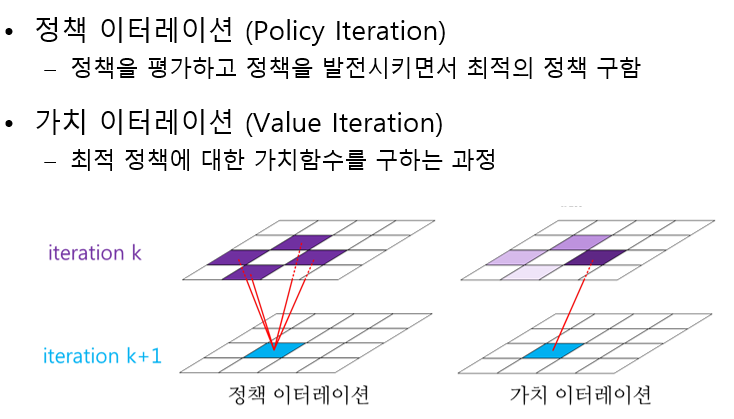 • 정책 이터레이션 (Policy Iteration)
– 정책을 평가하고 정책을 발전시키면서 최적의 정책 구함
• 가치 이터레이션 (Value Iteration)
– 최적 정책에 대한 가치함수를 구하는 과정
iteration k
iteration k+1
정책 이터레이션
가치 이터레이션